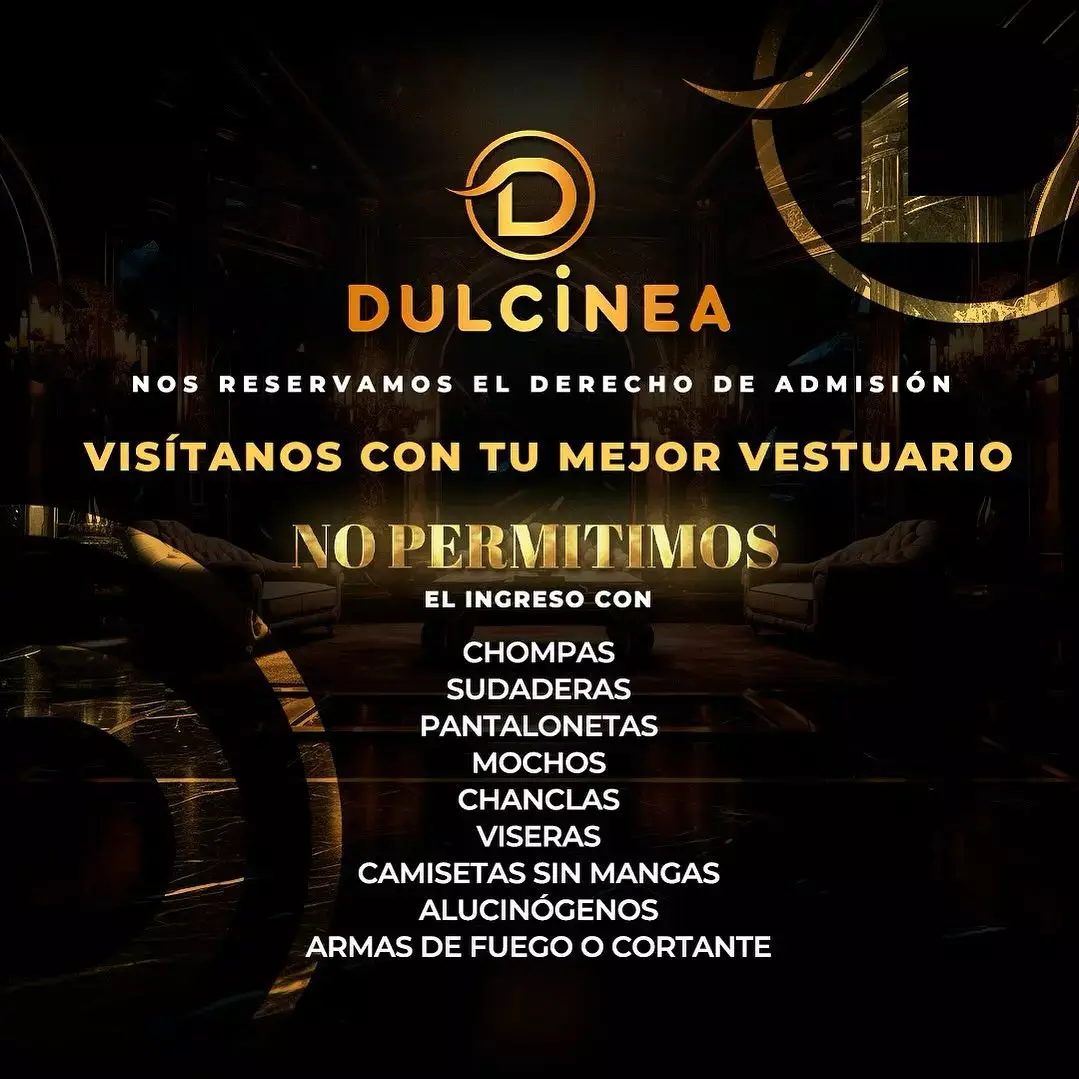 D
DULCINEA
NOS RESERVAMOS EL DERECHO DE ADMISIÓN
VISÍTANOS CON TU MEJOR VESTUARIO
NO PERMITIMOS
EL INGRESO CON
CHOMPAS
SUDADERAS
PANTALONETAS
MOCHOS
CHANCLAS
VISERAS
CAMISETAS SIN MANGAS
ALUCINÓGENOS
ARMAS DE FUEGO O CORTANTE